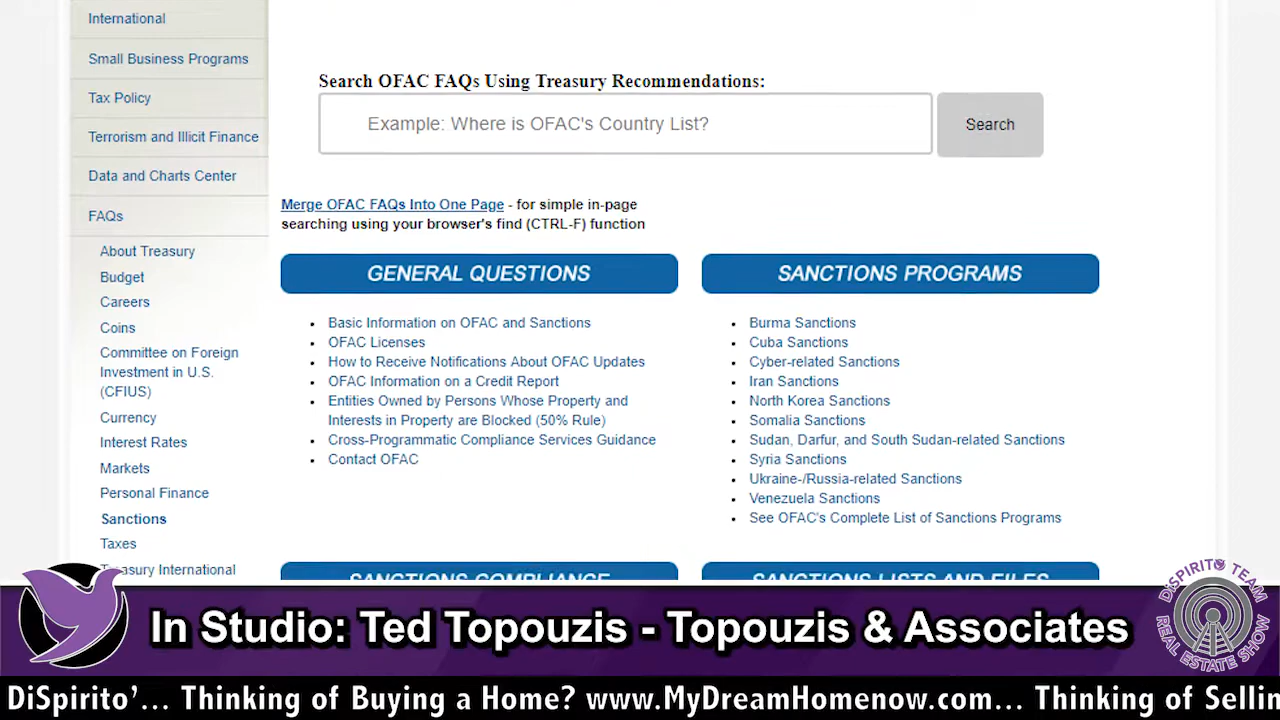 International
Small Business Programs
Tax Policy
Terrorism and Illicit Finance
Data and Charts Center
FAQs
About Treasury
Budget
Careers
Coins
Committee on Foreign
Investment in U.S.
(CFIUS)
Currency
Interest Rates
Markets
Personal Finance
Sanctions
Taxes
Treasury International
Search OFAC FAQs Using Treasury Recommendations:
Example: Where is OFAC's Country List?
Search
Merge OFAC FAQs Into One Page - for simple in-page
searching using your browser's find (CTRL-F) function
GENERAL QUESTIONS
• Basic Information on OFAC and Sanctions
• OFAC Licenses
• How to Receive Notifications About OFAC Updates
• OFAC Information on a Credit Report
• Entities Owned by Persons Whose Property and
Interests in Property are Blocked (50% Rule)
• Cross-Programmatic Compliance Services Guidance
• Contact OFAC
SANCTIONS PROGRAMS
• Burma Sanctions
• Cuba Sanctions
• Cyber-related Sanctions
• Iran Sanctions
• North Korea Sanctions
• Somalia Sanctions
• Sudan, Darfur, and South Sudan-related Sanctions
• Syria Sanctions
• Ukraine-/Russia-related Sanctions
• Venezuela Sanctions
• See OFAC's Complete List of Sanctions Programs
SANCTIONS COMPLIANCE
SANCTIONS LISTS AND FILES
In Studio: Ted Topouzis - Topouzis & Associates
DiSPIRITO TEAM
REAL ESTATE SHOW
DiSpirito'... Thinking of Buying a Home? www.MyDreamHomenow.com... Thinking of Sellin